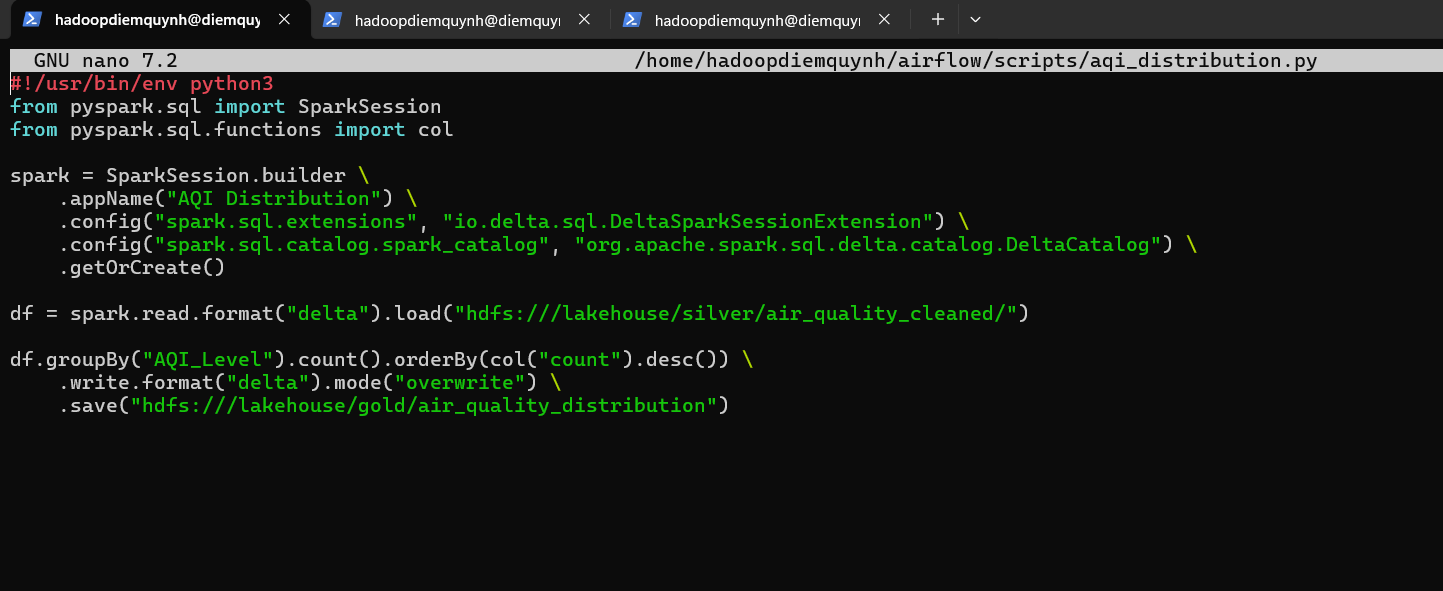 hadoopdiemquynh@diemquy
hadoopdiemquynh@diemquy
hadoopdiemquynh@diemquy
GNU nano 7.2 /home/hadoopdiemquynh/airflow/scripts/aqi_distribution.py
#!/usr/bin/env python3
from pyspark.sql import SparkSession
from pyspark.sql.functions import col
spark = SparkSession.builder \
    .appName("AQI Distribution") \
    .config("spark.sql.extensions", "io.delta.sql.DeltaSparkSessionExtension") \
    .config("spark.sql.catalog.spark_catalog", "org.apache.spark.sql.delta.catalog.DeltaCatalog") \
    .getOrCreate()
df = spark.read.format("delta").load("hdfs:///lakehouse/silver/air_quality_cleaned/")
df.groupBy("AQI_Level").count().orderBy(col("count").desc()) \
    .write.format("delta").mode("overwrite") \
    .save("hdfs:///lakehouse/gold/air_quality_distribution")